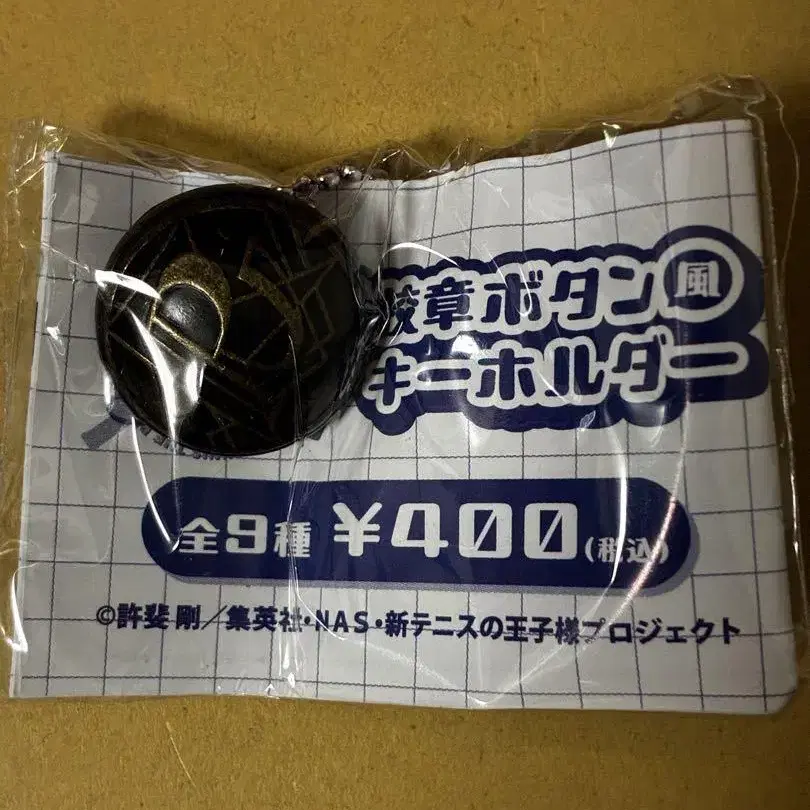 校章ボタン風
キーホルダー
全9種 ¥400(税込)
©許斐 剛／集英社・NAS・新テニスの王子様プロジェクト